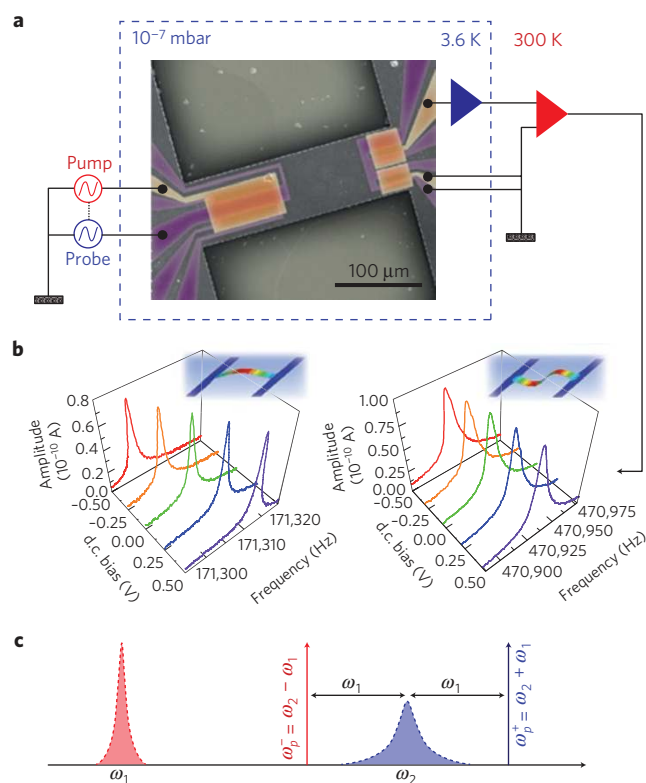 a
10⁻⁷ mbar
3.6 K
300 K
Pump
Probe
100 μm
b
Amplitude
(10⁻¹⁰ A)
0.8
0.6
0.4
0.2
0.0
−0.50
−0.25
0.00
0.25
0.50
d.c. bias (V)
171,300
171,310
171,320
Frequency (Hz)
Amplitude
(10⁻¹⁰ A)
1.00
0.75
0.50
0.25
0.00
−0.50
−0.25
0.00
0.25
0.50
d.c. bias (V)
470,900
470,925
470,950
470,975
Frequency (Hz)
c
ω₁
ωₚ⁻ = ω₂ − ω₁
ω₁
ω₁
ω₂
ωₚ⁺ = ω₂ + ω₁